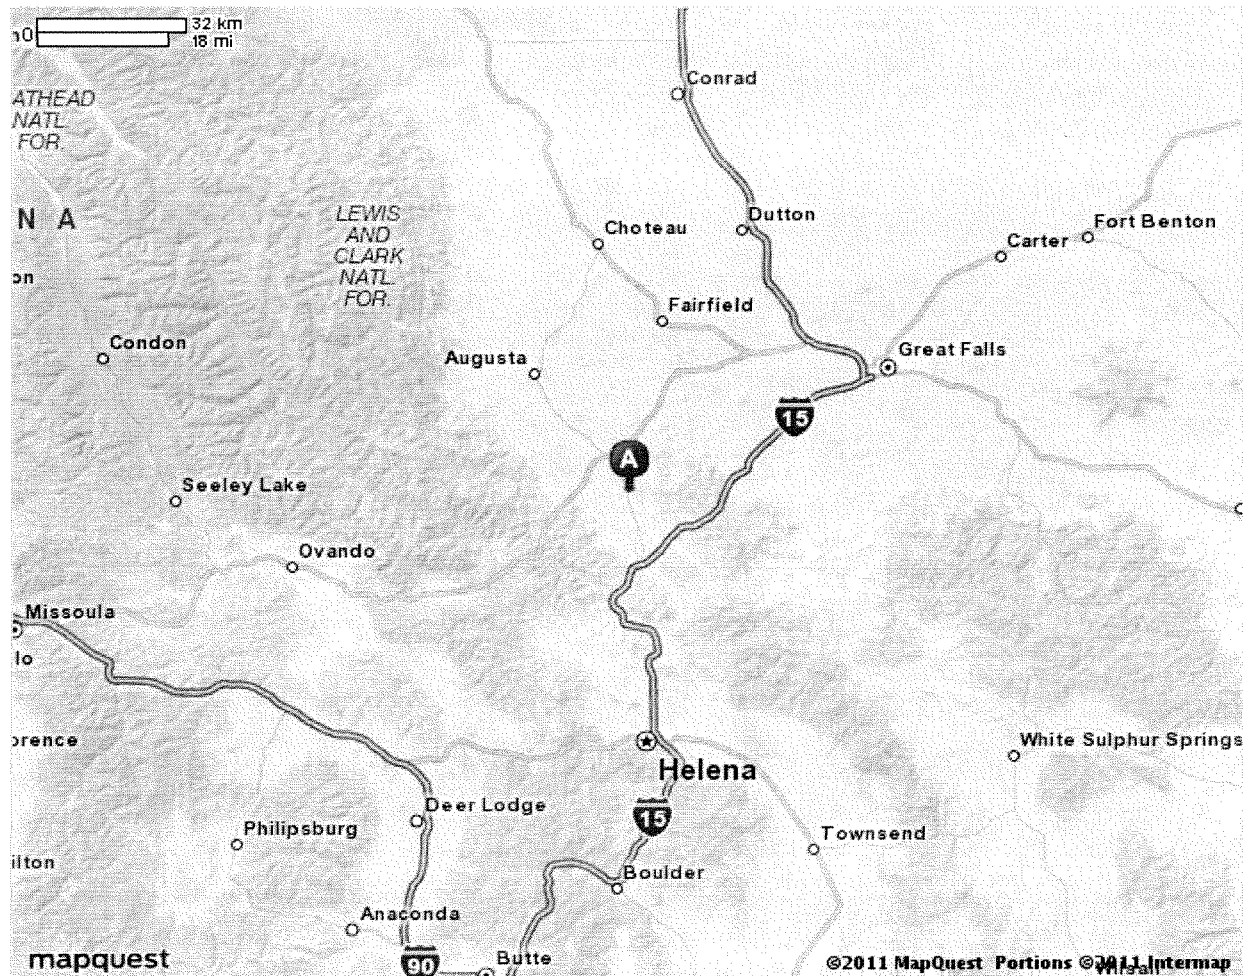 32 km
18 mi
Conrad
ATHEAD
NATL.
FOR.
LEWIS
AND
CLARK
NATL.
FOR.
N A
Choteau
Dutton
Carter
Fort Benton
on
Fairfield
Condon
Augusta
Great Falls
15
A
Seeley Lake
Ovando
Missoula
lo
orence
White Sulphur Springs
Helena
Deer Lodge
15
Philipsburg
Townsend
ilton
Boulder
Anaconda
90
Butte
mapquest
©2011 MapQuest Portions ©2011 Intermap